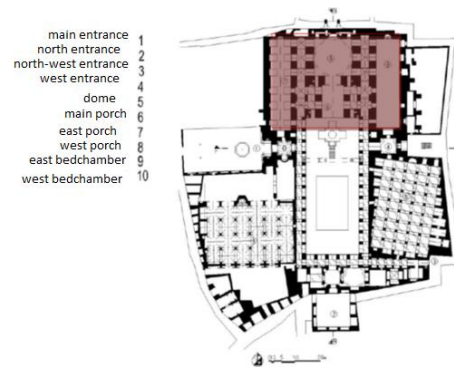 main entrance 1
north entrance 2
north-west entrance 3
west entrance 4
dome 5
main porch 6
east porch 7
west porch 8
east bedchamber 9
west bedchamber 10